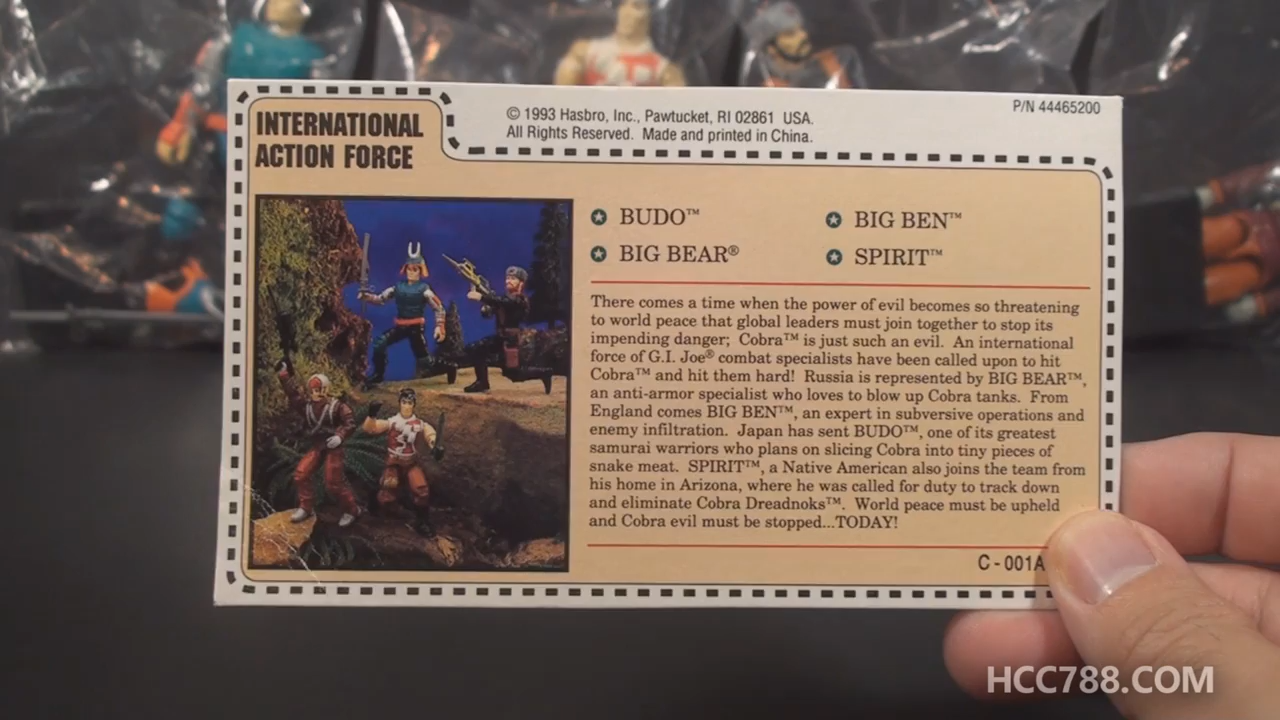 INTERNATIONAL
ACTION FORCE
© 1993 Hasbro, Inc., Pawtucket, RI 02861 USA.
All Rights Reserved. Made and printed in China.
P/N 44465200
BUDO™
BIG BEAR®
BIG BEN™
SPIRIT™
There comes a time when the power of evil becomes so threatening
to world peace that global leaders must join together to stop its
impending danger; Cobra™ is just such an evil. An international
force of G.I. Joe® combat specialists have been called upon to hit
Cobra™ and hit them hard! Russia is represented by BIG BEAR™,
an anti-armor specialist who loves to blow up Cobra tanks. From
England comes BIG BEN™, an expert in subversive operations and
enemy infiltration. Japan has sent BUDO™, one of its greatest
samurai warriors who plans on slicing Cobra into tiny pieces of
snake meat. SPIRIT™, a Native American also joins the team from
his home in Arizona, where he was called for duty to track down
and eliminate Cobra Dreadnoks™. World peace must be upheld
and Cobra evil must be stopped...TODAY!
C - 001A
HCC788.COM